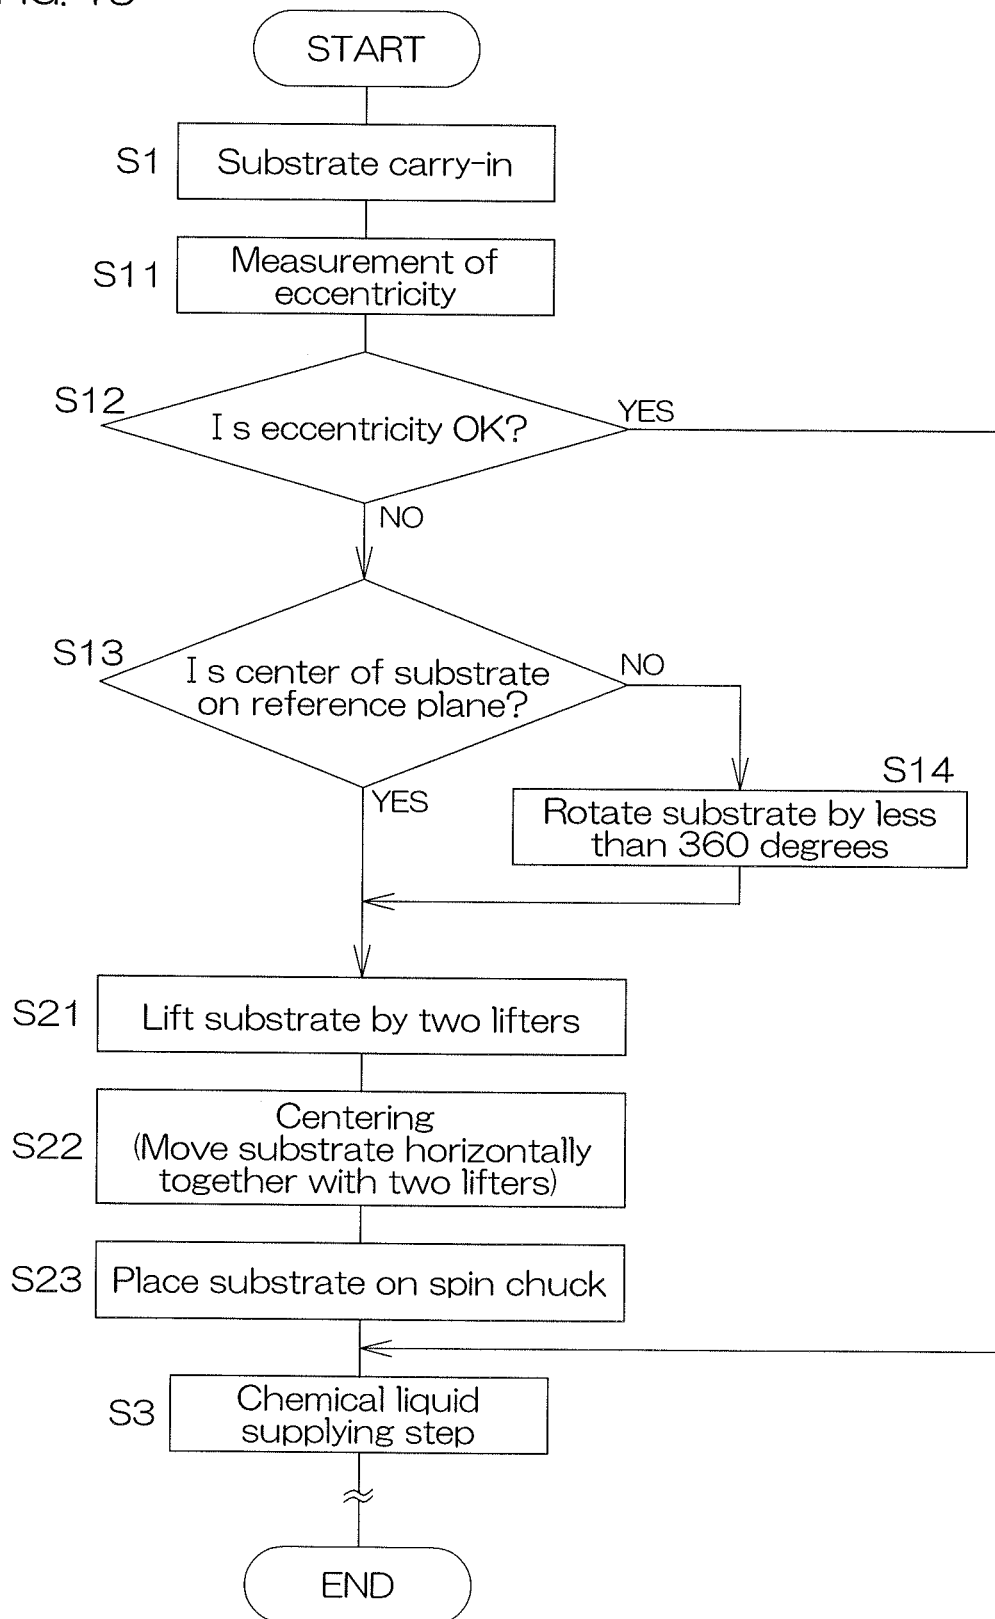 START
S1
Substrate carry-in
S11
Measurement of
eccentricity
S12
I s eccentricity OK?
YES
NO
S13
I s center of substrate
on reference plane?
NO
YES
S14
Rotate substrate by less
than 360 degrees
S21
Lift substrate by two lifters
S22
Centering
(Move substrate horizontally
together with two lifters)
S23
Place substrate on spin chuck
S3
Chemical liquid
supplying step
END